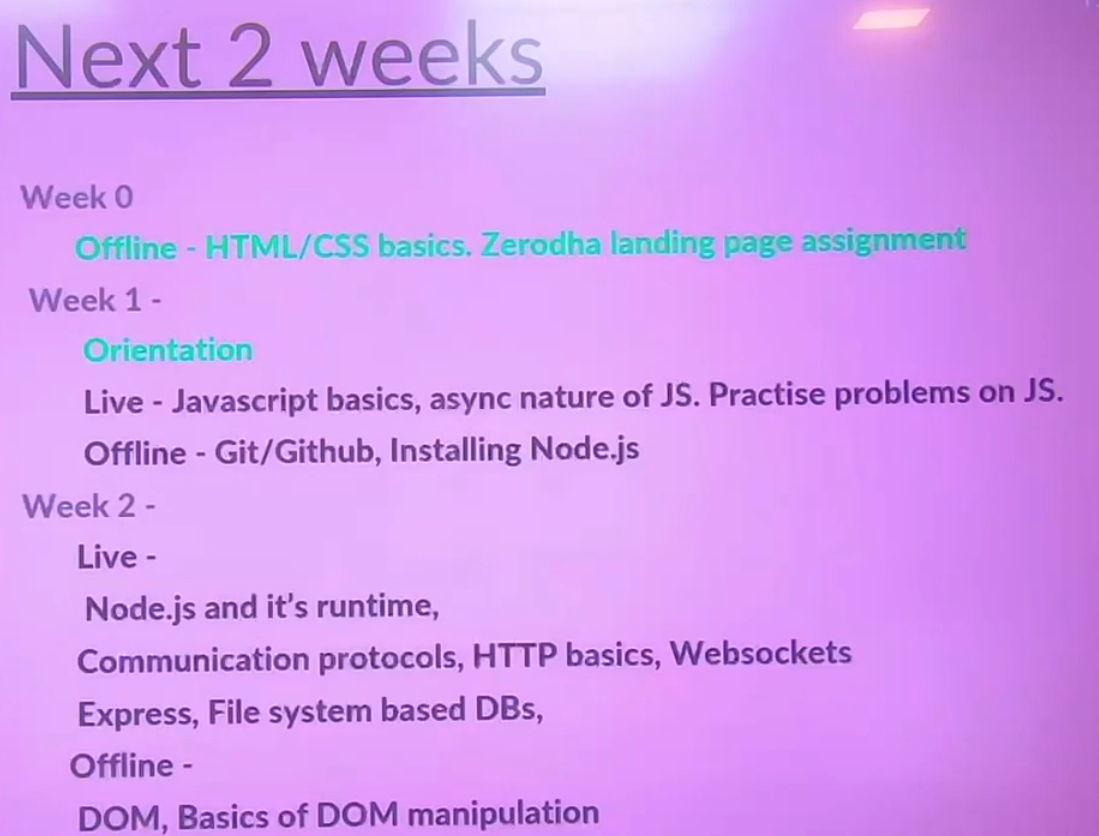 Next 2 weeks
Week 0
Offline - HTML/CSS basics. Zerodha landing page assignment
Week 1 -
Orientation
Live - Javascript basics, async nature of JS. Practise problems on JS.
Offline - Git/Github, Installing Node.js
Week 2 -
Live -
Node.js and it's runtime,
Communication protocols, HTTP basics, Websockets
Express, File system based DBs,
Offline -
DOM, Basics of DOM manipulation